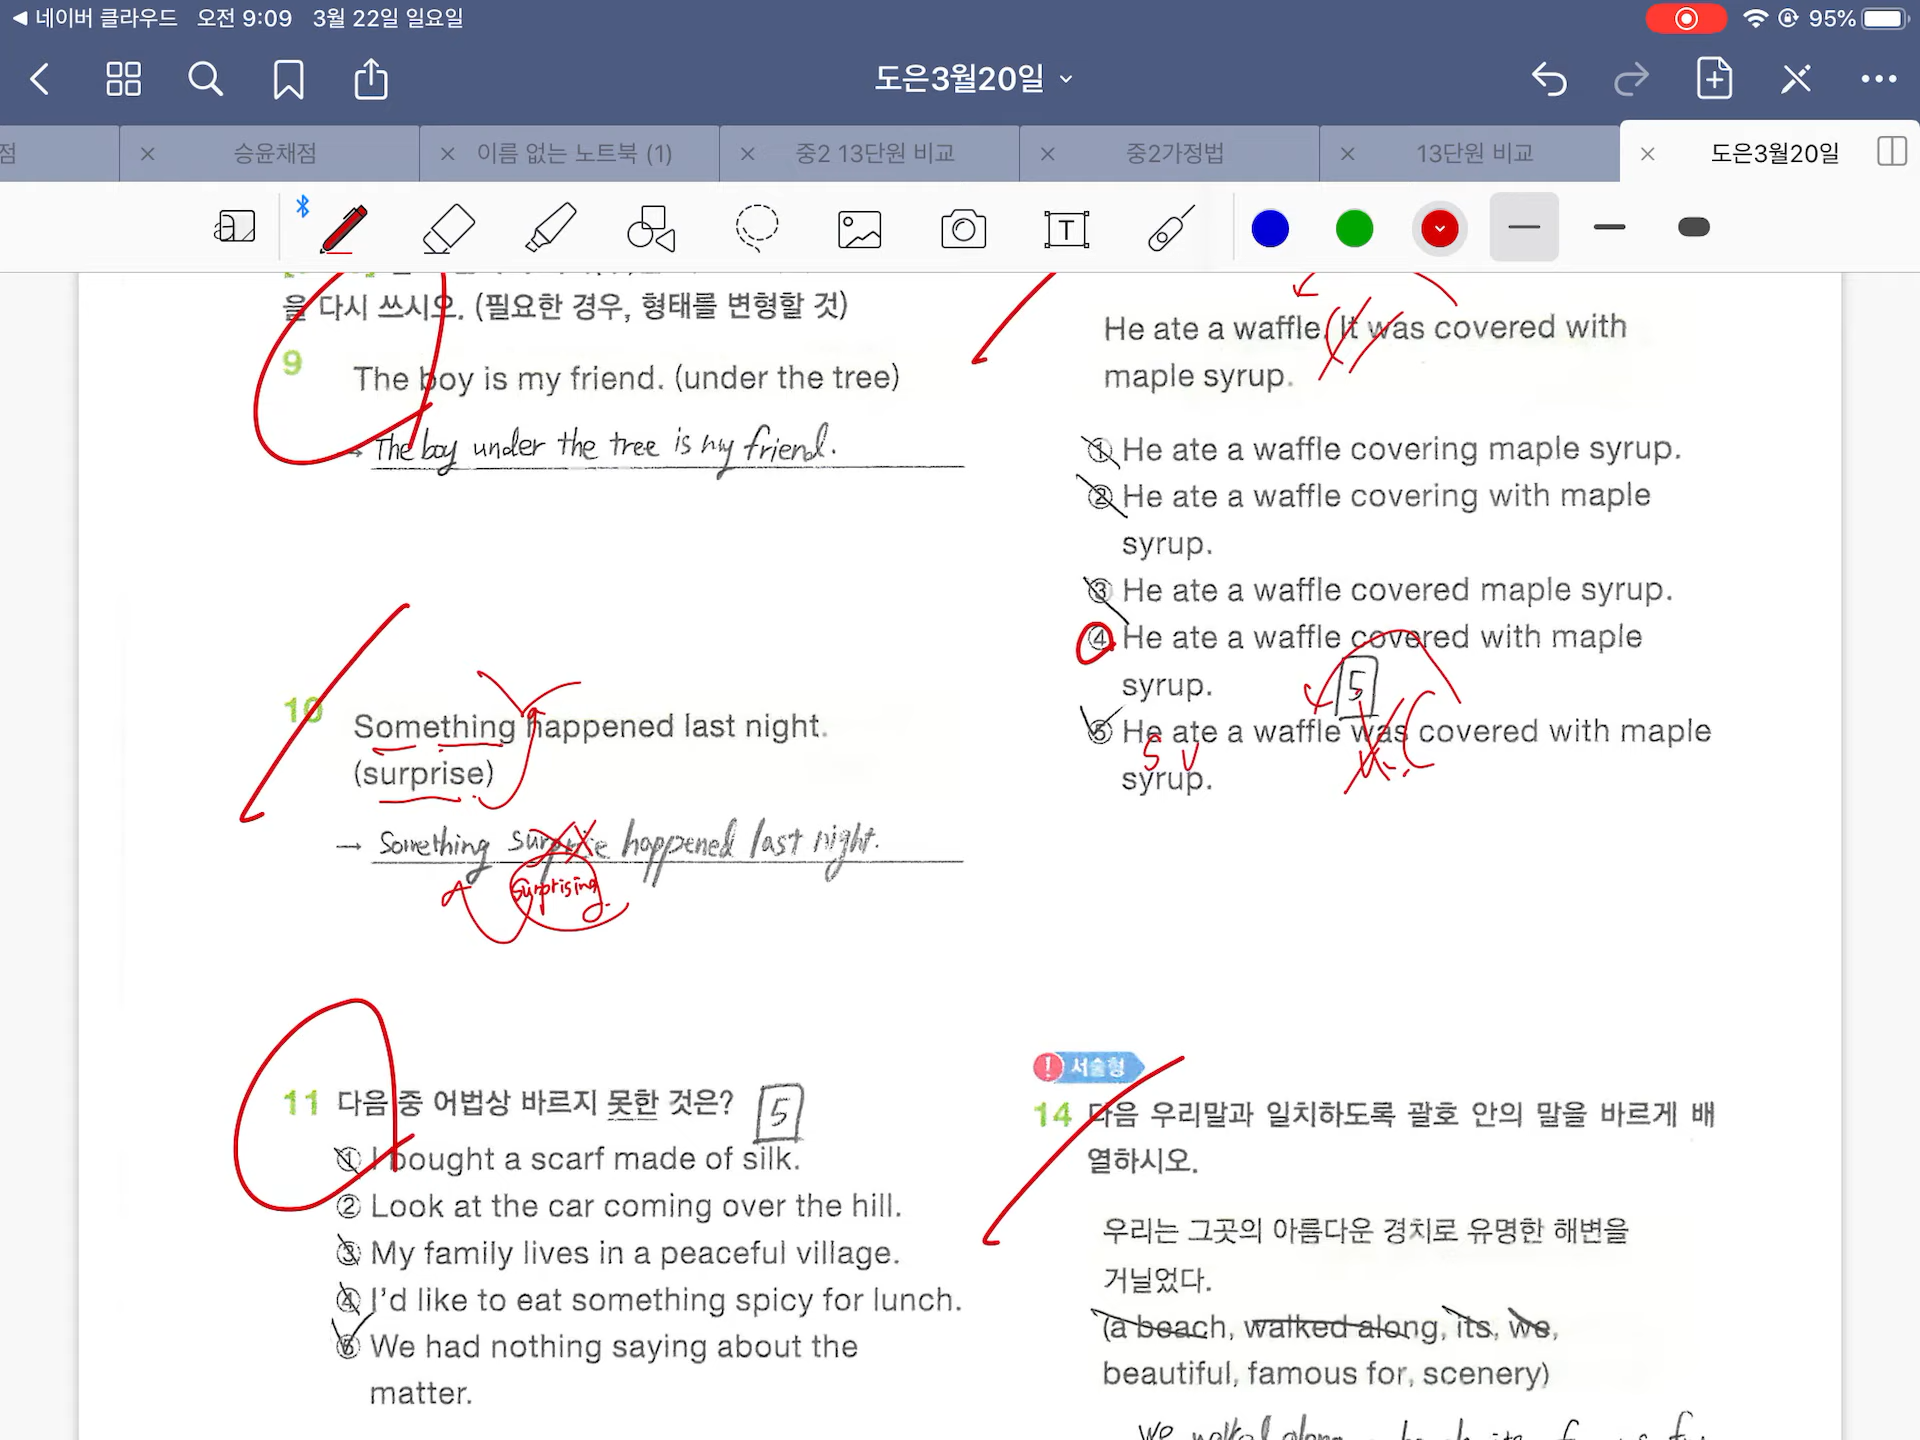 ◀ 네이버 클라우드 오전 9:09 3월 22일 일요일
95%
도은3월20일
점
승윤채점
이름 없는 노트북 (1)
중2 13단원 비교
중2가정법
13단원 비교
도은3월20일
을 다시 쓰시오. (필요한 경우, 형태를 변형할 것)
9
The boy is my friend. (under the tree)
→ The boy under the tree is my friend.
10
Something happened last night.
(surprise)
→ Something surprise happened last night.
surprising
11 다음 중 어법상 바르지 못한 것은? 5
① I bought a scarf made of silk.
② Look at the car coming over the hill.
③ My family lives in a peaceful village.
④ I'd like to eat something spicy for lunch.
⑤ We had nothing saying about the
matter.
He ate a waffle. It was covered with
maple syrup.
① He ate a waffle covering maple syrup.
② He ate a waffle covering with maple
syrup.
③ He ate a waffle covered maple syrup.
④ He ate a waffle covered with maple
syrup.
5
⑤ He ate a waffle was covered with maple
S V
syrup.
! 서술형
14 다음 우리말과 일치하도록 괄호 안의 말을 바르게 배
열하시오.
우리는 그곳의 아름다운 경치로 유명한 해변을
거닐었다.
(a beach, walked along, its, we,
beautiful, famous for, scenery)
we walked along